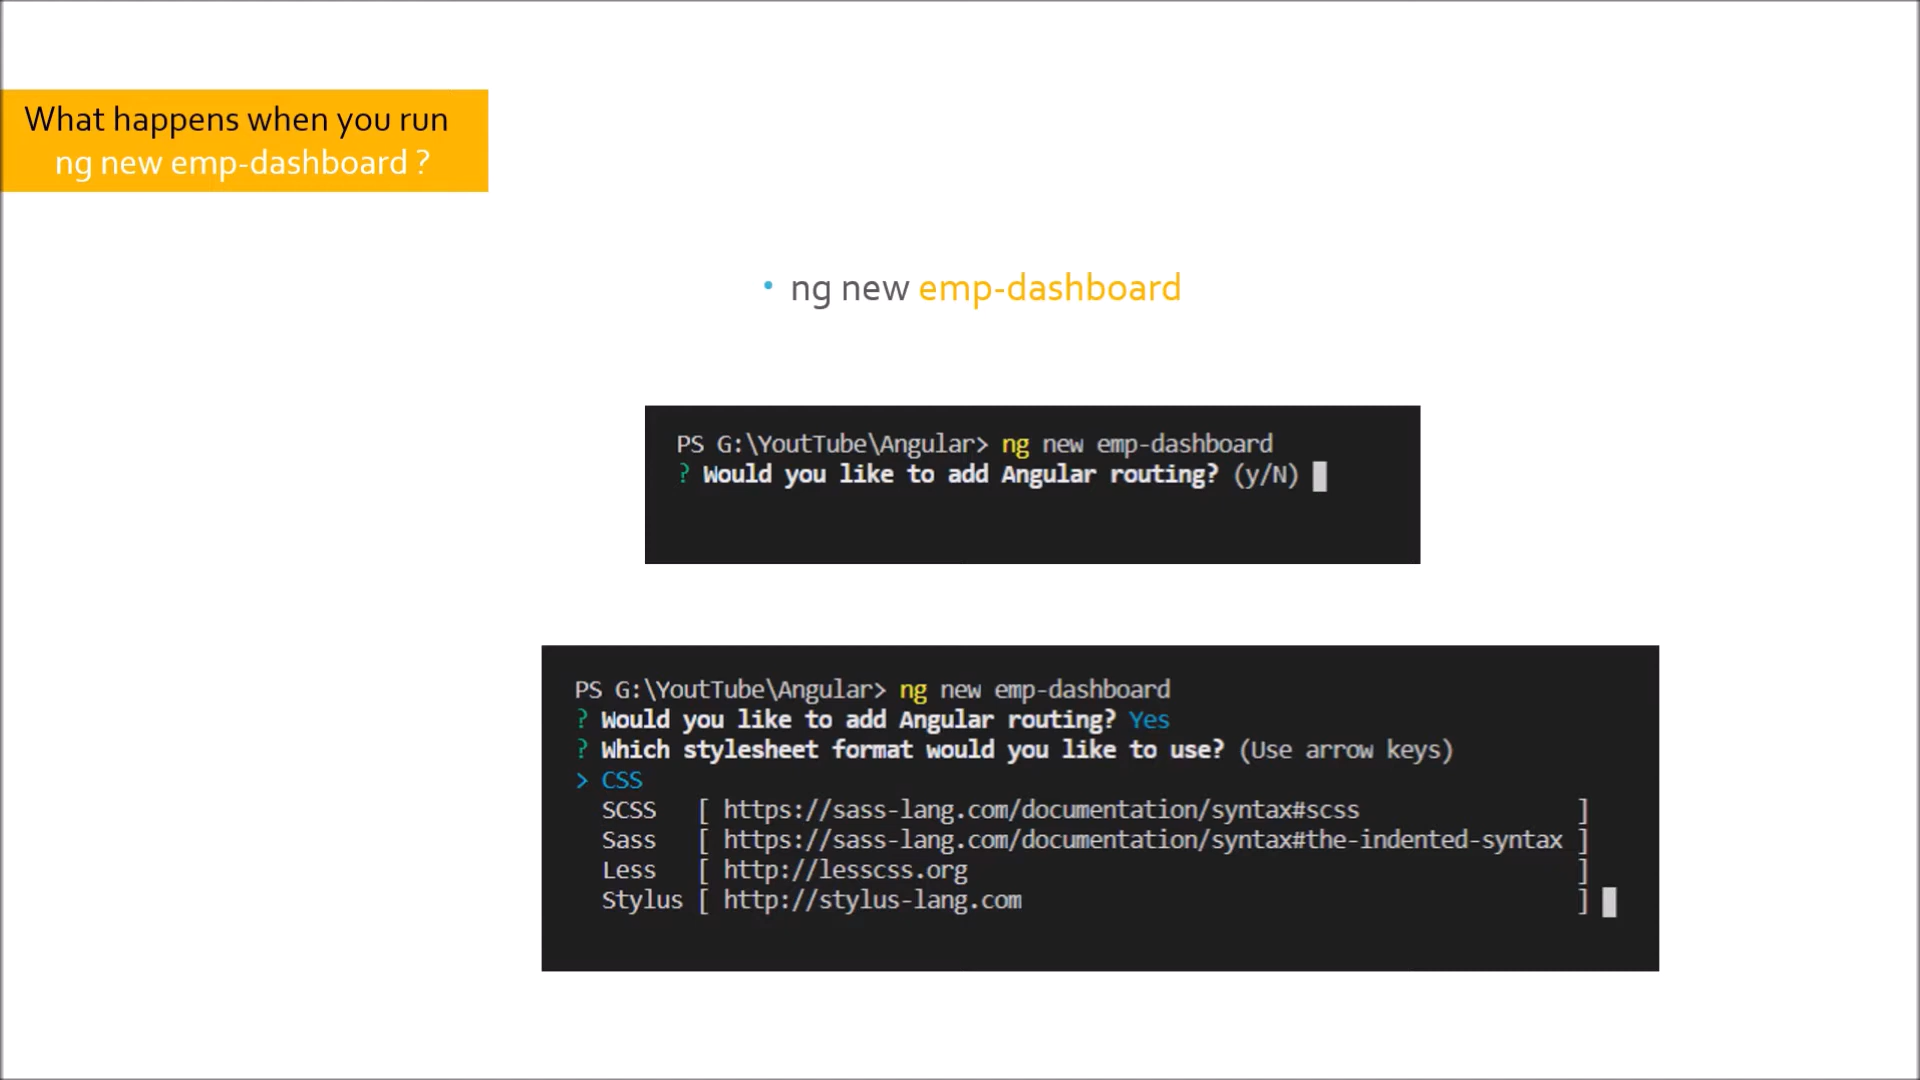 What happens when you run
ng new emp-dashboard ?
• ng new emp-dashboard
PS G:\YoutTube\Angular> ng new emp-dashboard
? Would you like to add Angular routing? (y/N)
PS G:\YoutTube\Angular> ng new emp-dashboard
? Would you like to add Angular routing? Yes
? Which stylesheet format would you like to use? (Use arrow keys)
> CSS
SCSS [ https://sass-lang.com/documentation/syntax#scss ]
Sass [ https://sass-lang.com/documentation/syntax#the-indented-syntax ]
Less [ http://lesscss.org ]
Stylus [ http://stylus-lang.com ]